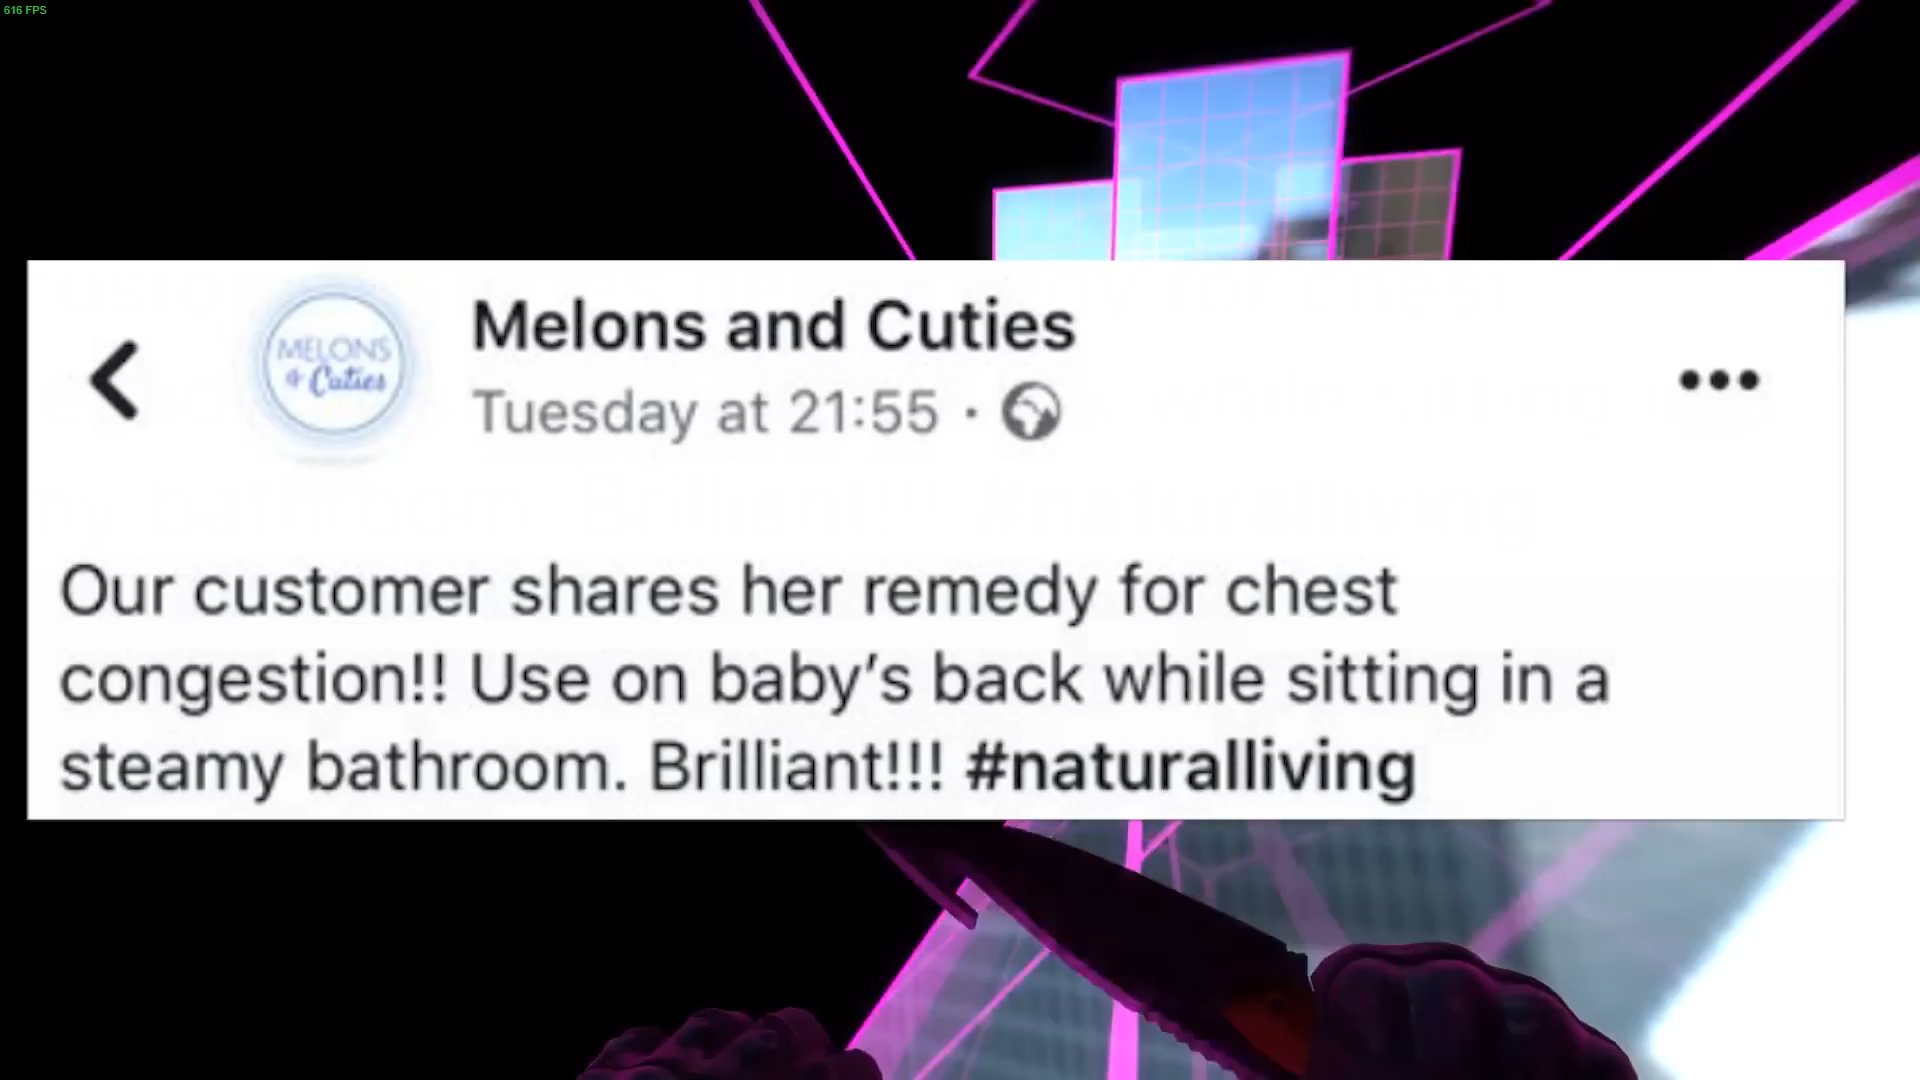 616 FPS
MELONS
& Cuties
Melons and Cuties
Tuesday at 21:55 ·
Our customer shares her remedy for chest
congestion!! Use on baby’s back while sitting in a
steamy bathroom. Brilliant!!! #naturalliving